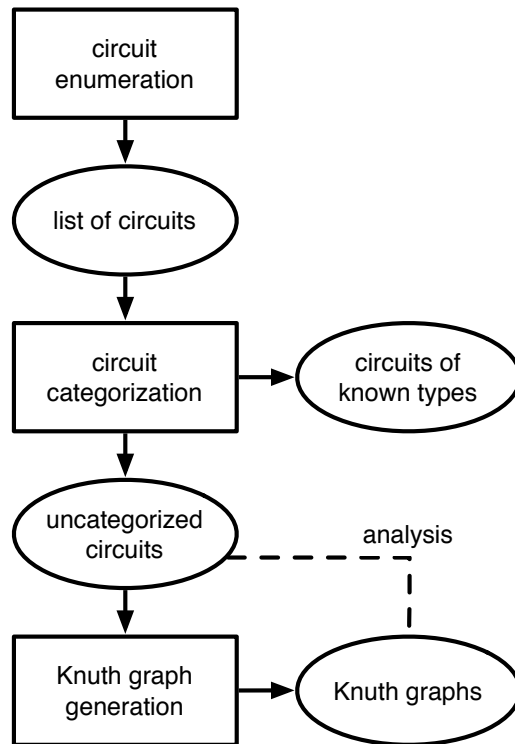 circuit
enumeration
list of circuits
circuit
categorization
circuits of
known types
uncategorized
circuits
analysis
Knuth graph
generation
Knuth graphs